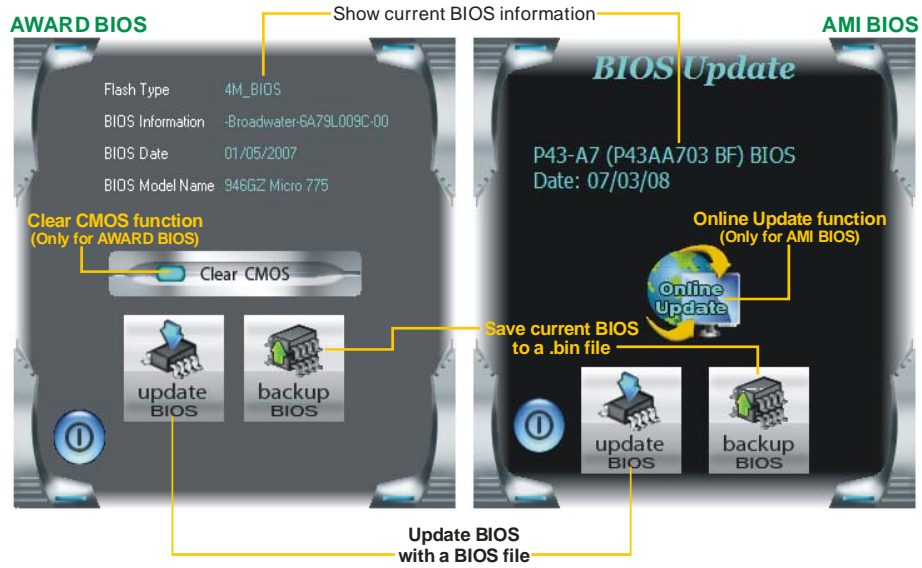 Show current BIOS information
AWARD BIOS
AMI BIOS
Flash Type 4M_BIOS
BIOS Information -Broadwater-6A79L009C-00
BIOS Date 01/05/2007
BIOS Model Name 946GZ Micro 775
Clear CMOS function
(Only for AWARD BIOS)
Clear CMOS
update
BIOS
backup
BIOS
BIOS Update
P43-A7 (P43AA703 BF) BIOS
Date: 07/03/08
Online Update function
(Only for AMI BIOS)
Online
Update
Save current BIOS
to a .bin file
update
BIOS
backup
BIOS
Update BIOS
with a BIOS file